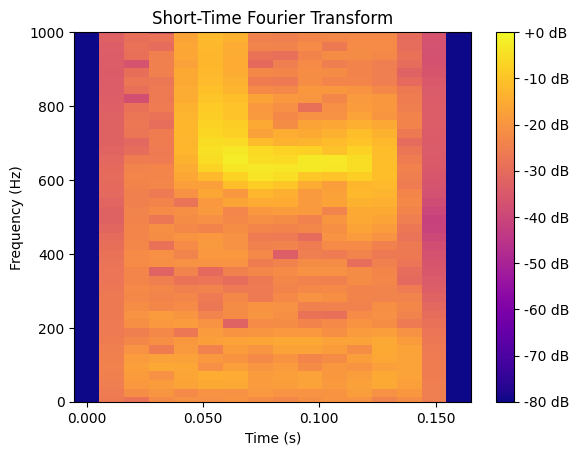 Short-Time Fourier Transform
Frequency (Hz)
1000
800
600
400
200
0
0.000 0.050 0.100 0.150
Time (s)
+0 dB
-10 dB
-20 dB
-30 dB
-40 dB
-50 dB
-60 dB
-70 dB
-80 dB